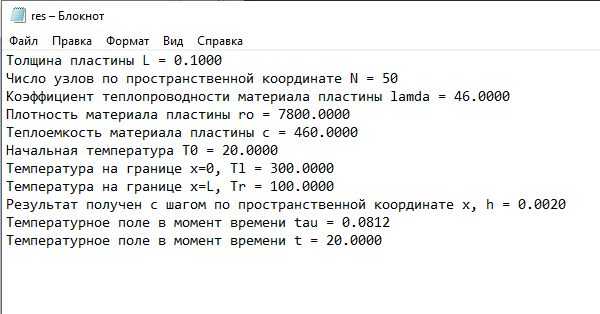 res – Блокнот
Файл Правка Формат Вид Справка
Толщина пластины L = 0.1000
Число узлов по пространственной координате N = 50
Коэффициент теплопроводности материала пластины lamda = 46.0000
Плотность материала пластины ro = 7800.0000
Теплоемкость материала пластины c = 460.0000
Начальная температура T0 = 20.0000
Температура на границе x=0, Tl = 300.0000
Температура на границе x=L, Tr = 100.0000
Результат получен с шагом по пространственной координате x, h = 0.0020
Температурное поле в момент времени tau = 0.0812
Температурное поле в момент времени t = 20.0000